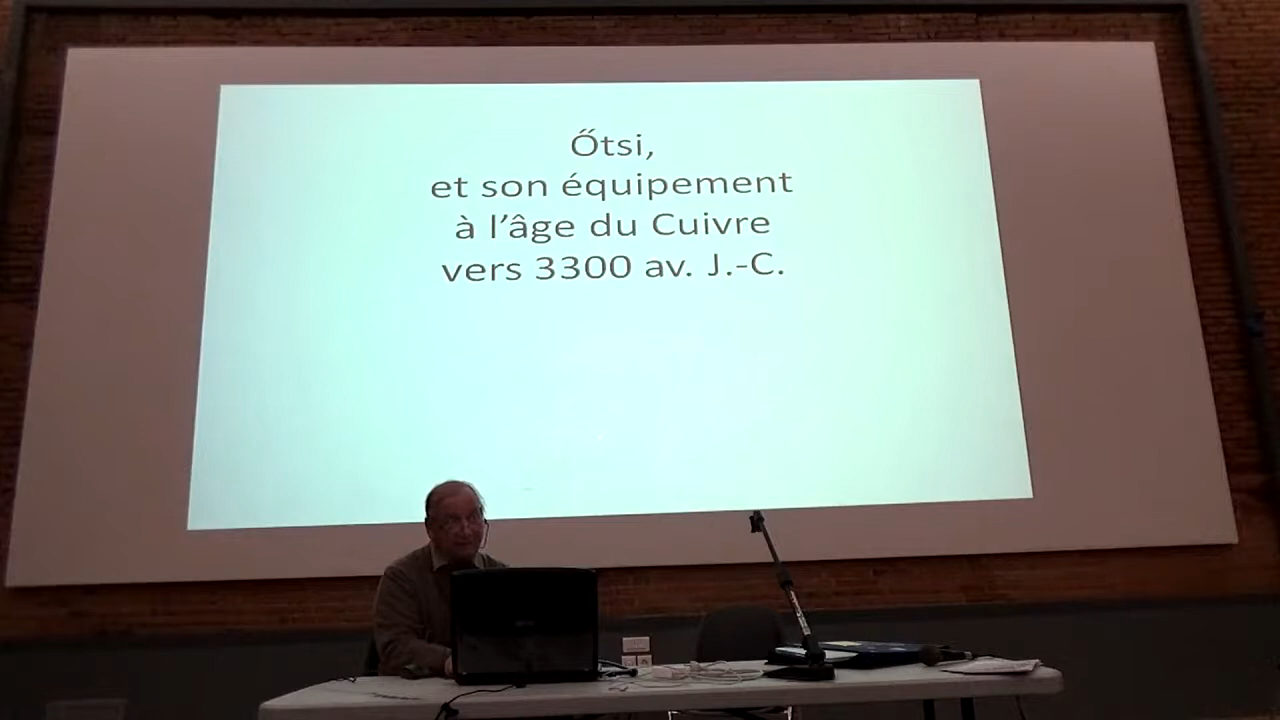 Őtsi,
et son équipement
à l’âge du Cuivre
vers 3300 av. J.-C.